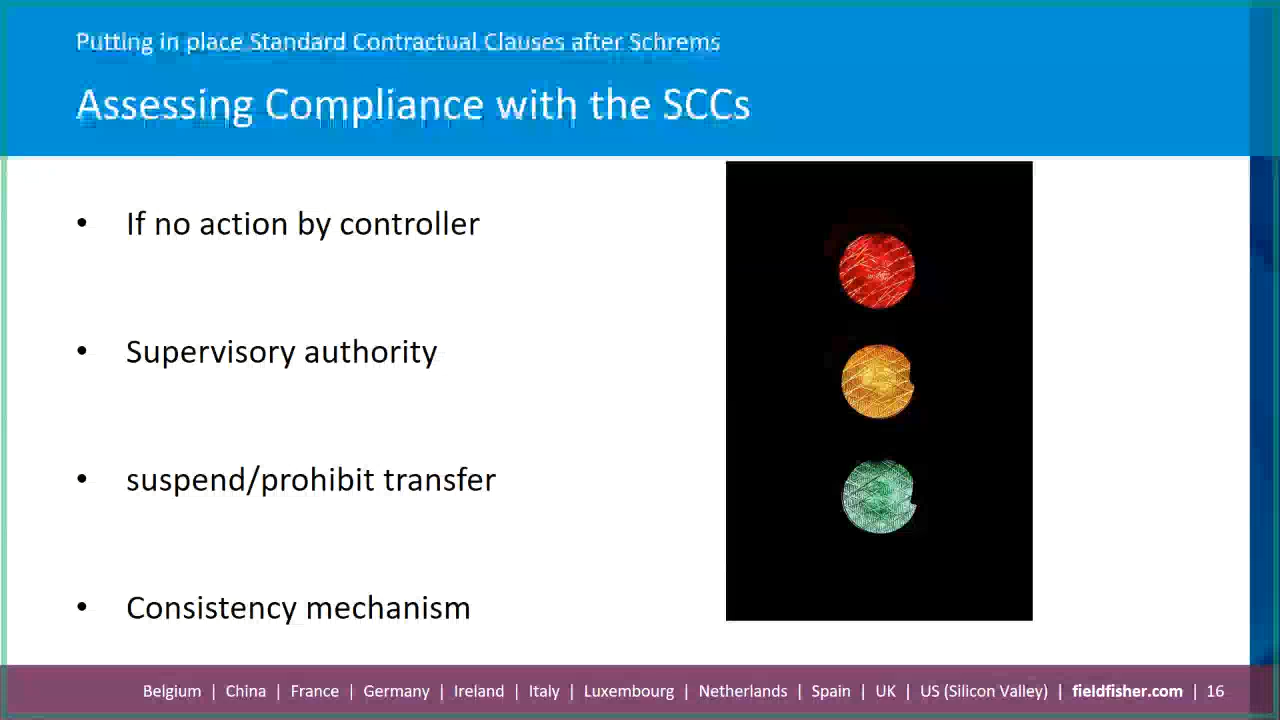 Putting in place Standard Contractual Clauses after Schrems
Assessing Compliance with the SCCs
• If no action by controller
• Supervisory authority
• suspend/prohibit transfer
• Consistency mechanism
Belgium | China | France | Germany | Ireland | Italy | Luxembourg | Netherlands | Spain | UK | US (Silicon Valley) | fieldfisher.com | 16